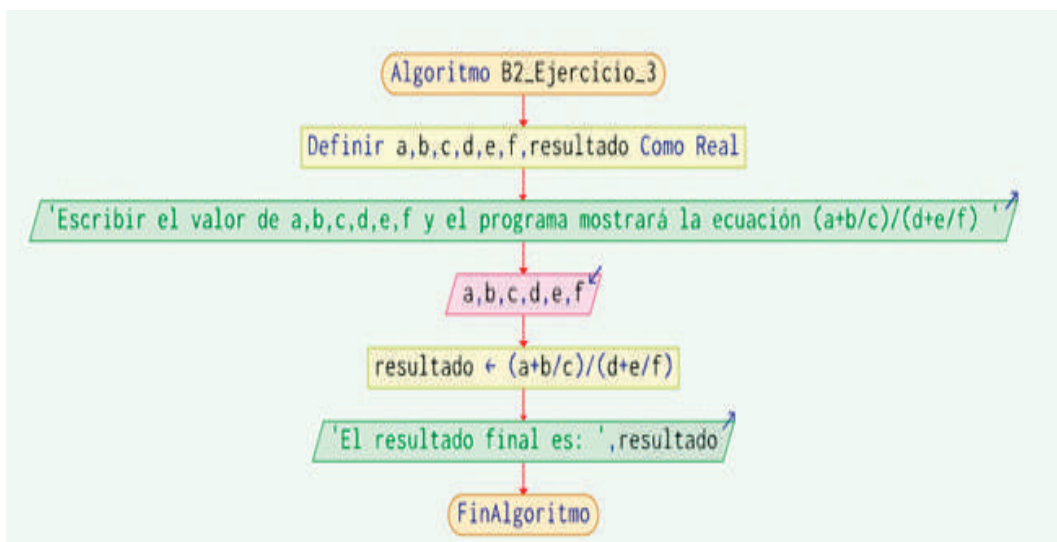 Algoritmo B2_Ejercicio_3
Definir a,b,c,d,e,f,resultado Como Real
'Escribir el valor de a,b,c,d,e,f y el programa mostrará la ecuación (a+b/c)/(d+e/f) '
a,b,c,d,e,f
resultado ← (a+b/c)/(d+e/f)
'El resultado final es: ',resultado
FinAlgoritmo